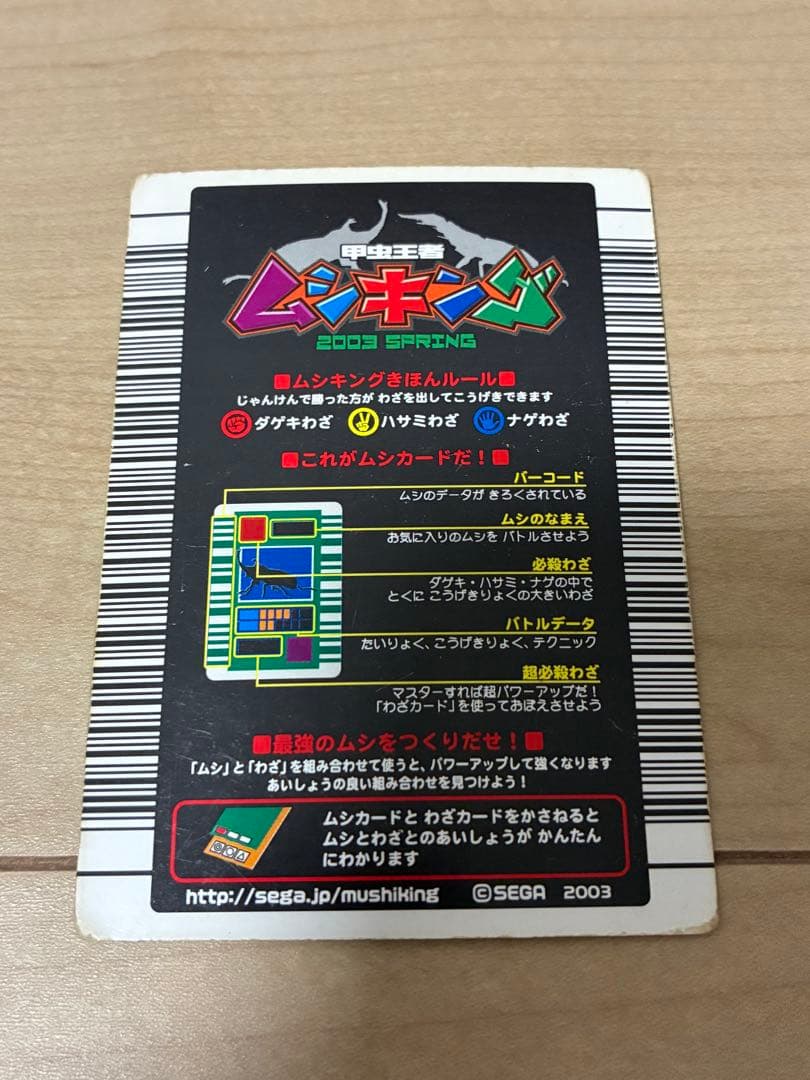 甲虫王者
ムシキング
2003 SPRING
■ムシキングきほんルール■
じゃんけんで勝った方が わざを出してこうげきできます
ダゲキわざ ハサミわざ ナゲわざ
■これがムシカードだ！■
バーコード
ムシのデータが きろくされている
ムシのなまえ
お気に入りのムシを バトルさせよう
必殺わざ
ダゲキ・ハサミ・ナゲの中で
とくに こうげきりょくの大きいわざ
バトルデータ
たいりょく、こうげきりょく、テクニック
超必殺わざ
マスターすれば超パワーアップだ！
「わざカード」を使っておぼえさせよう
■最強のムシをつくりだせ！■
「ムシ」と「わざ」を組み合わせて使うと、パワーアップして強くなります
あいしょうの良い組み合わせを見つけよう！
ムシカードと わざカードをかさねると
ムシとわざとのあいしょうが かんたん
にわかります
http://sega.jp/mushiking ©SEGA 2003